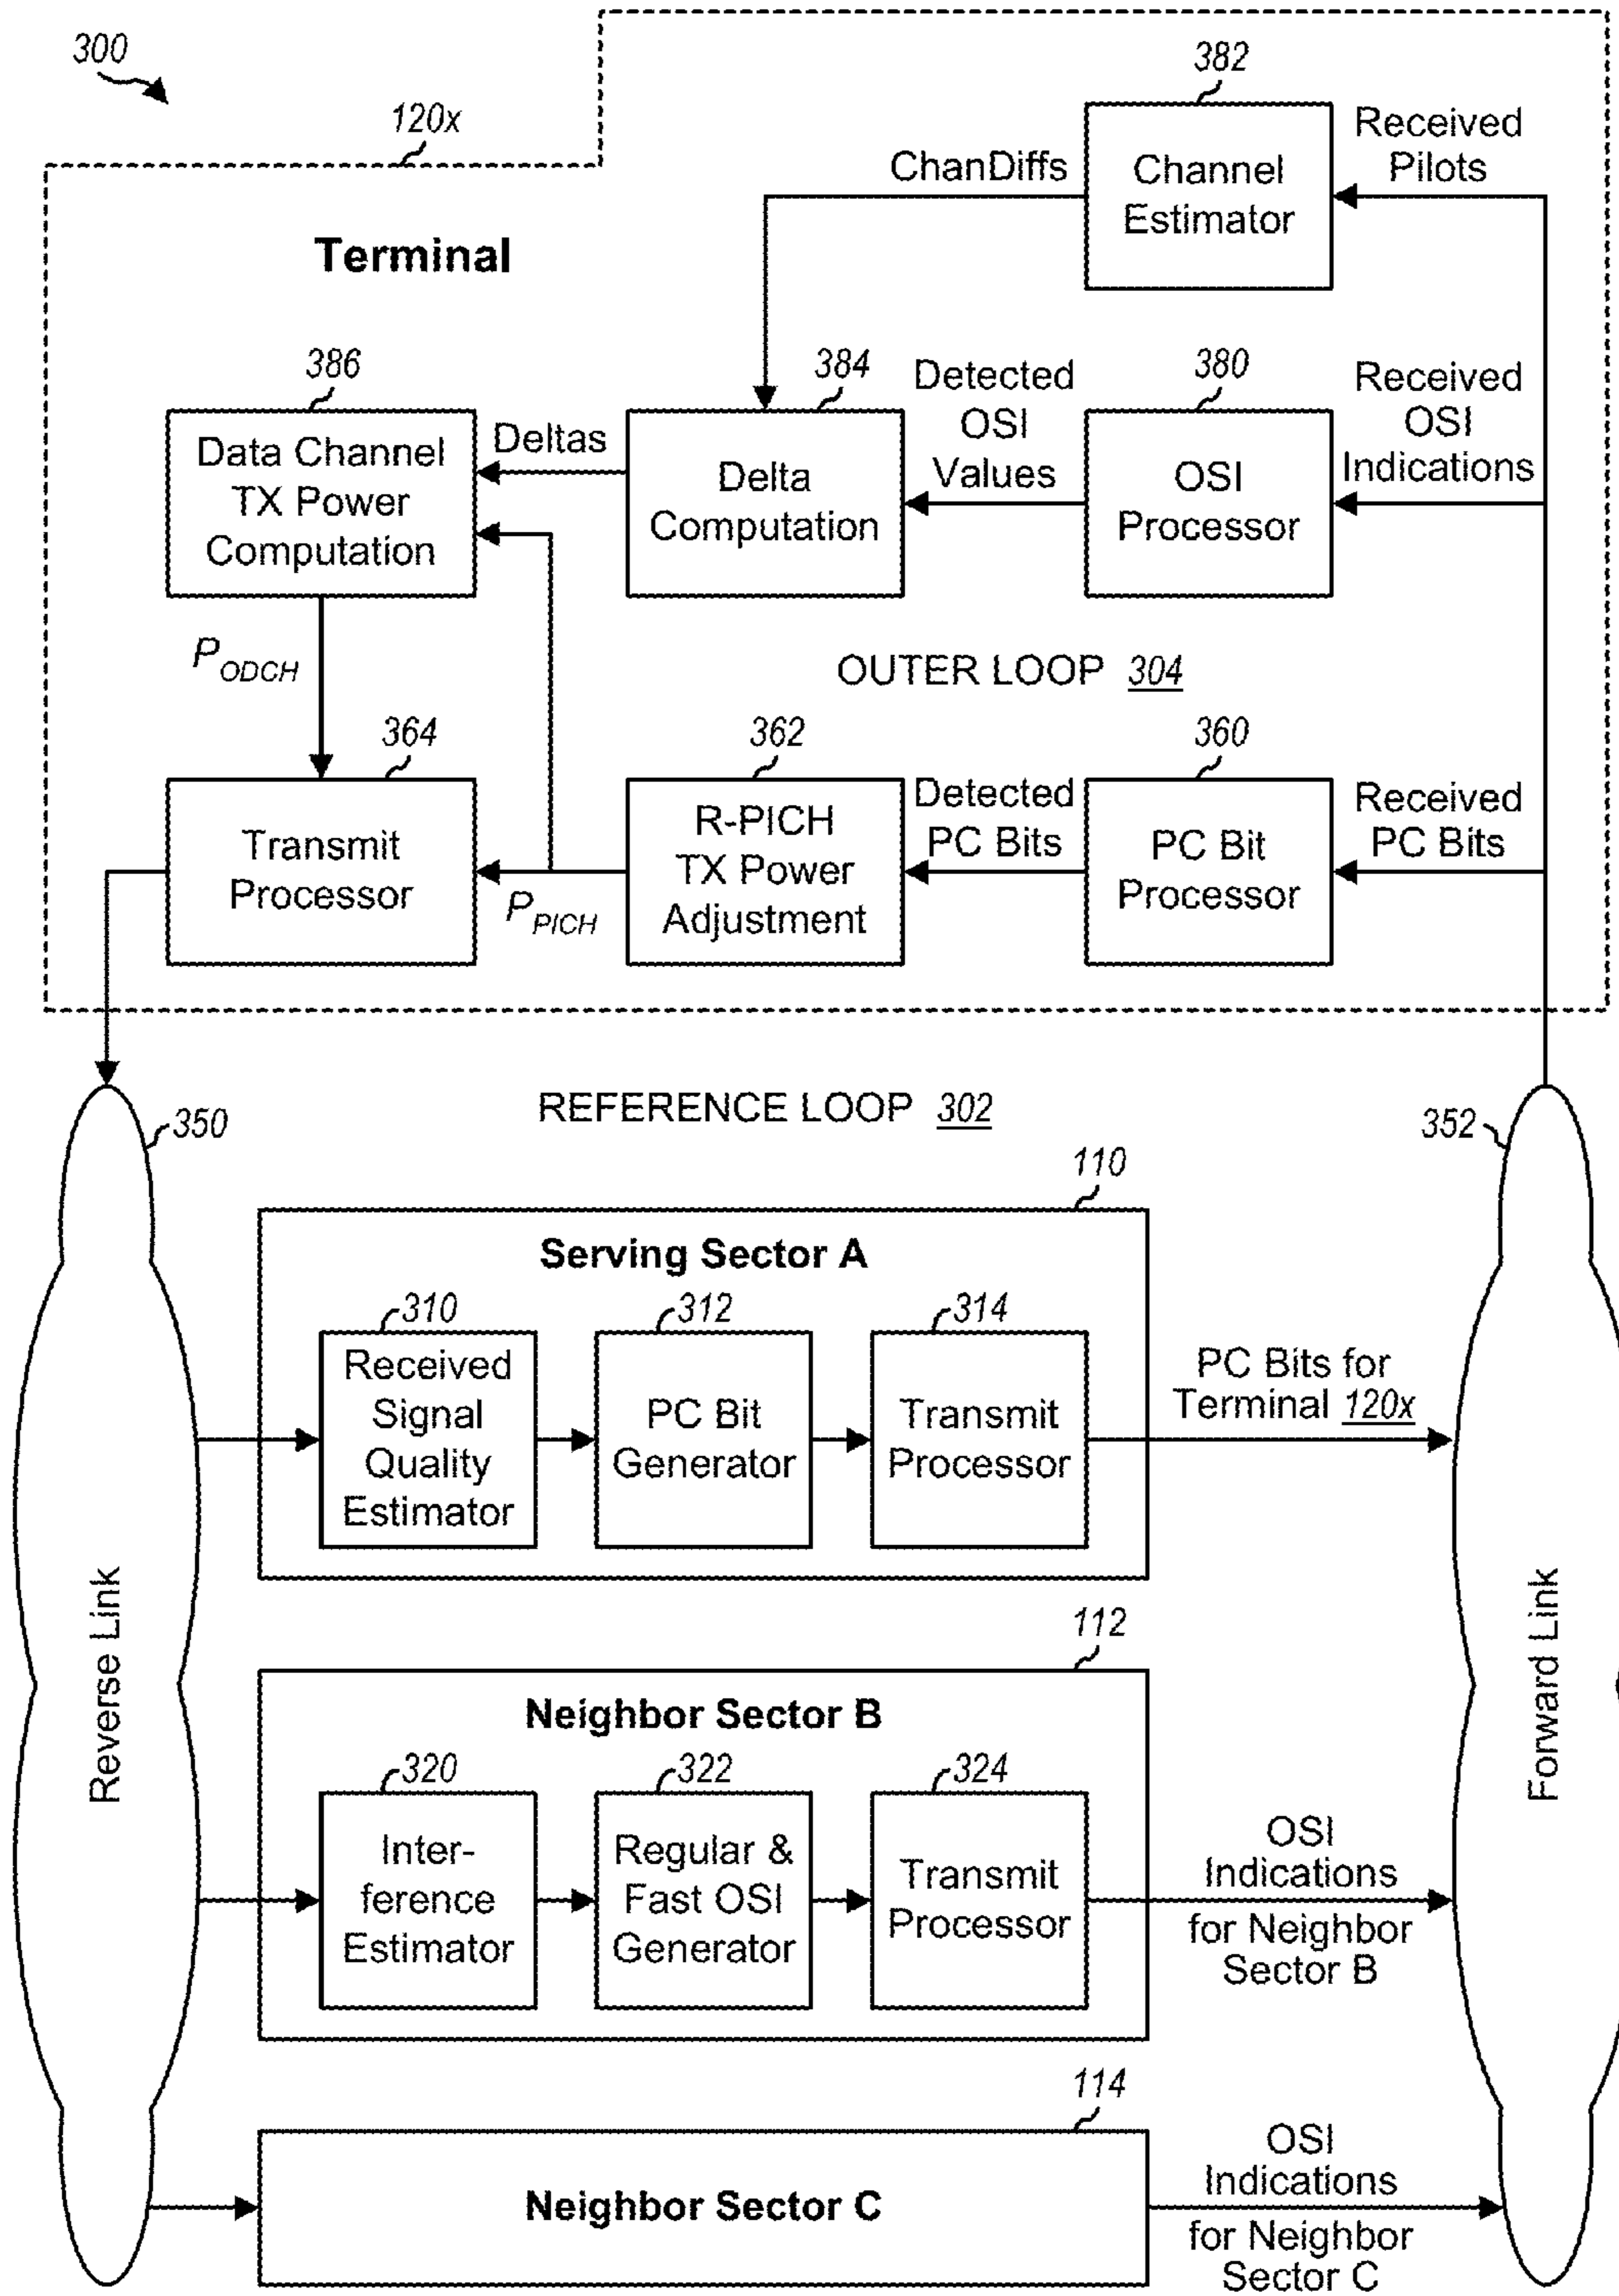 300
120x
Terminal
382
Channel
Estimator
Received
Pilots
ChanDiffs
386
Data Channel
TX Power
Computation
Deltas
384
Delta
Computation
Detected
OSI
Values
380
OSI
Processor
Received
OSI
Indications
P ODCH
OUTER LOOP 304
364
Transmit
Processor
P PICH
362
R-PICH
TX Power
Adjustment
Detected
PC Bits
360
PC Bit
Processor
Received
PC Bits
REFERENCE LOOP 302
350
Reverse Link
352
Forward Link
110
Serving Sector A
310
Received
Signal
Quality
Estimator
312
PC Bit
Generator
314
Transmit
Processor
PC Bits for
Terminal 120x
112
Neighbor Sector B
320
Inter-
ference
Estimator
322
Regular &
Fast OSI
Generator
324
Transmit
Processor
OSI
Indications
for Neighbor
Sector B
114
Neighbor Sector C
OSI
Indications
for Neighbor
Sector C